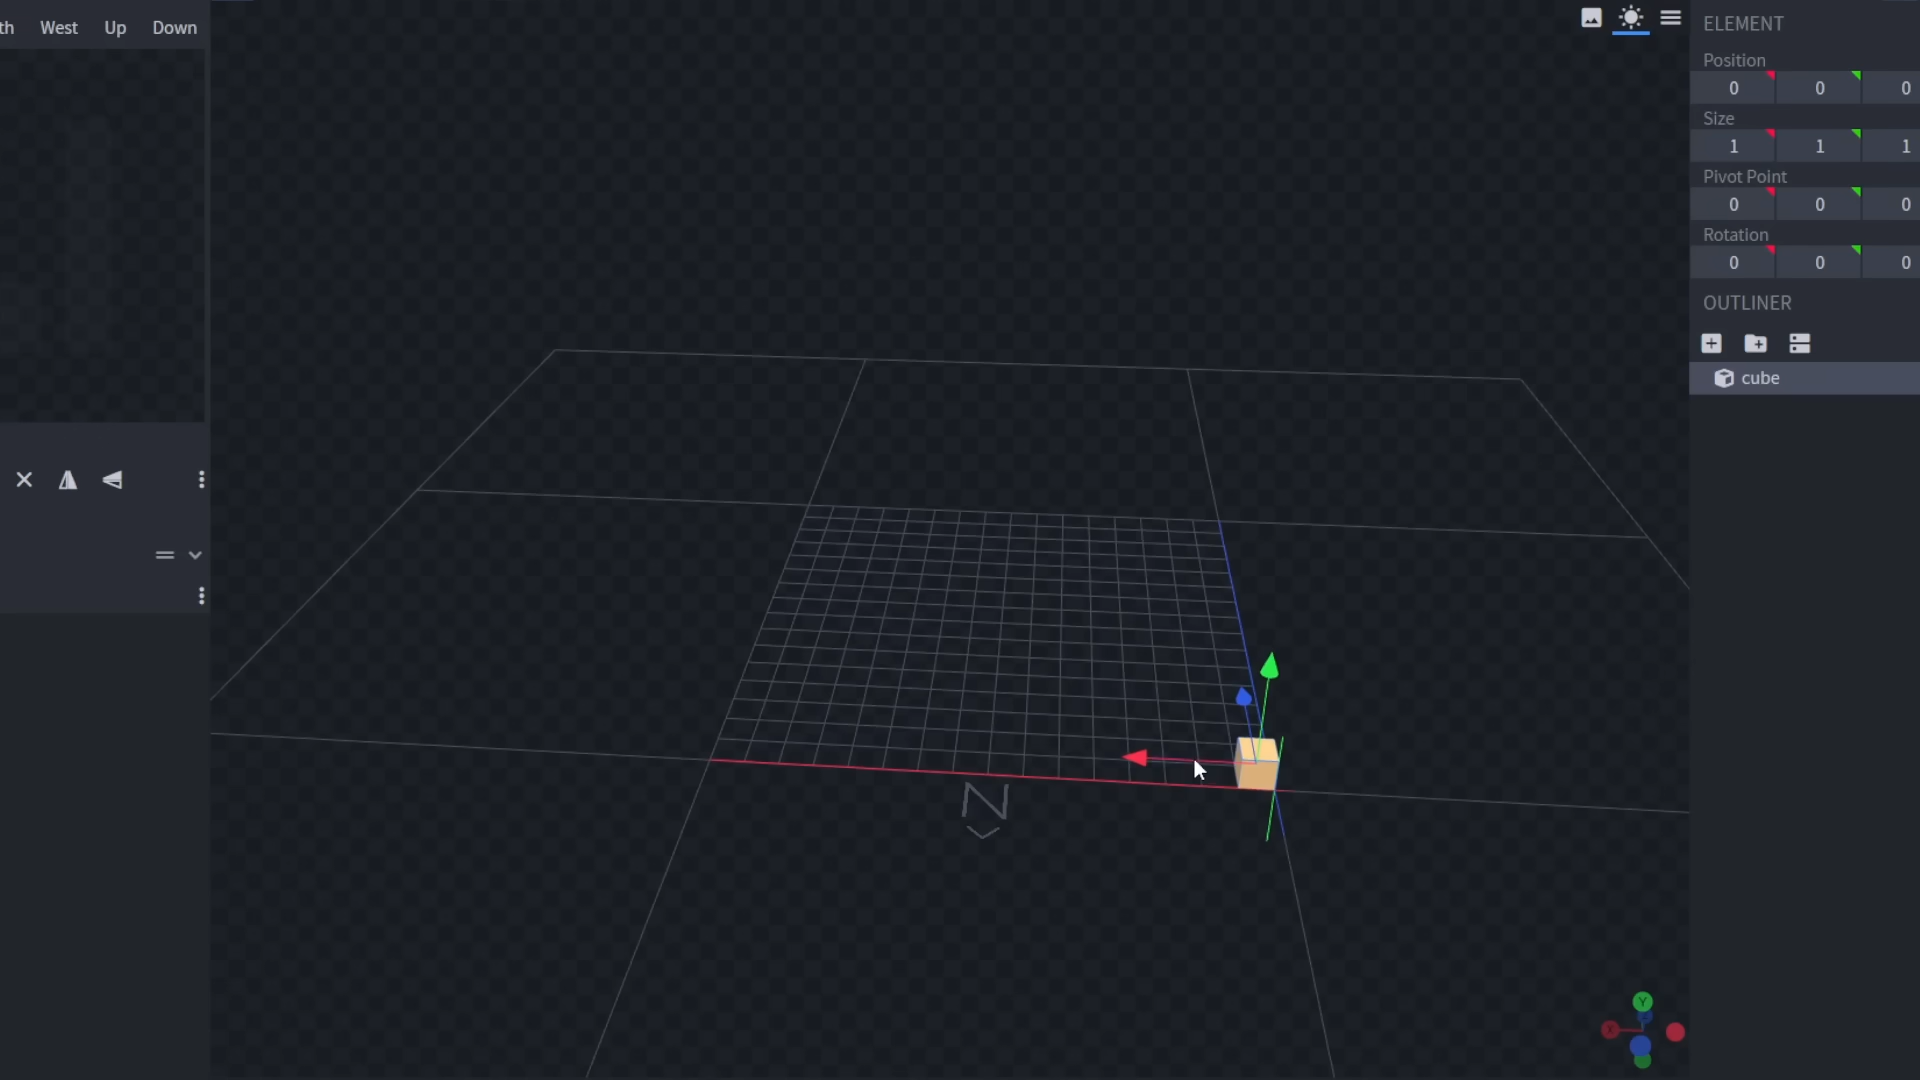 th West Up Down
ELEMENT
Position
0 0 0
Size
1 1 1
Pivot Point
0 0 0
Rotation
0 0 0
OUTLINER
cube
N
Y
X